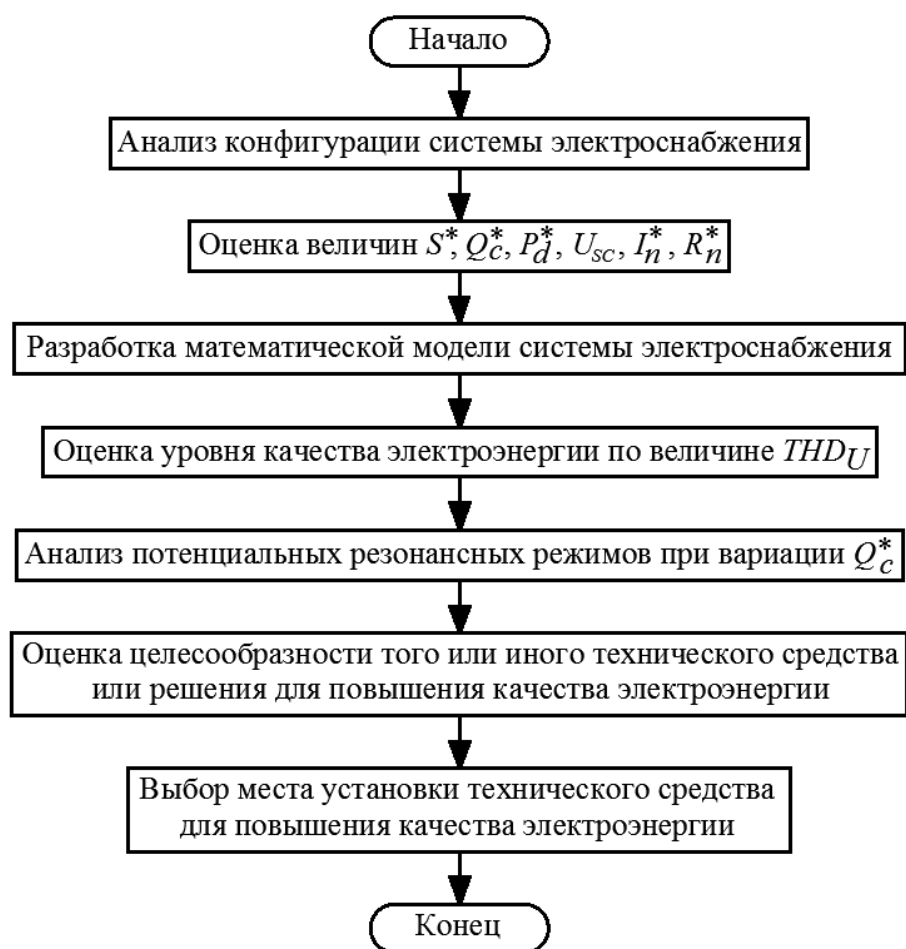 Начало
Анализ конфигурации системы электроснабжения
Оценка величин S*, Q*c, P*d, USC, I*n, R*n
Разработка математической модели системы электроснабжения
Оценка уровня качества электроэнергии по величине THDU
Анализ потенциальных резонансных режимов при вариации Q*c
Оценка целесообразности того или иного технического средства
или решения для повышения качества электроэнергии
Выбор места установки технического средства
для повышения качества электроэнергии
Конец